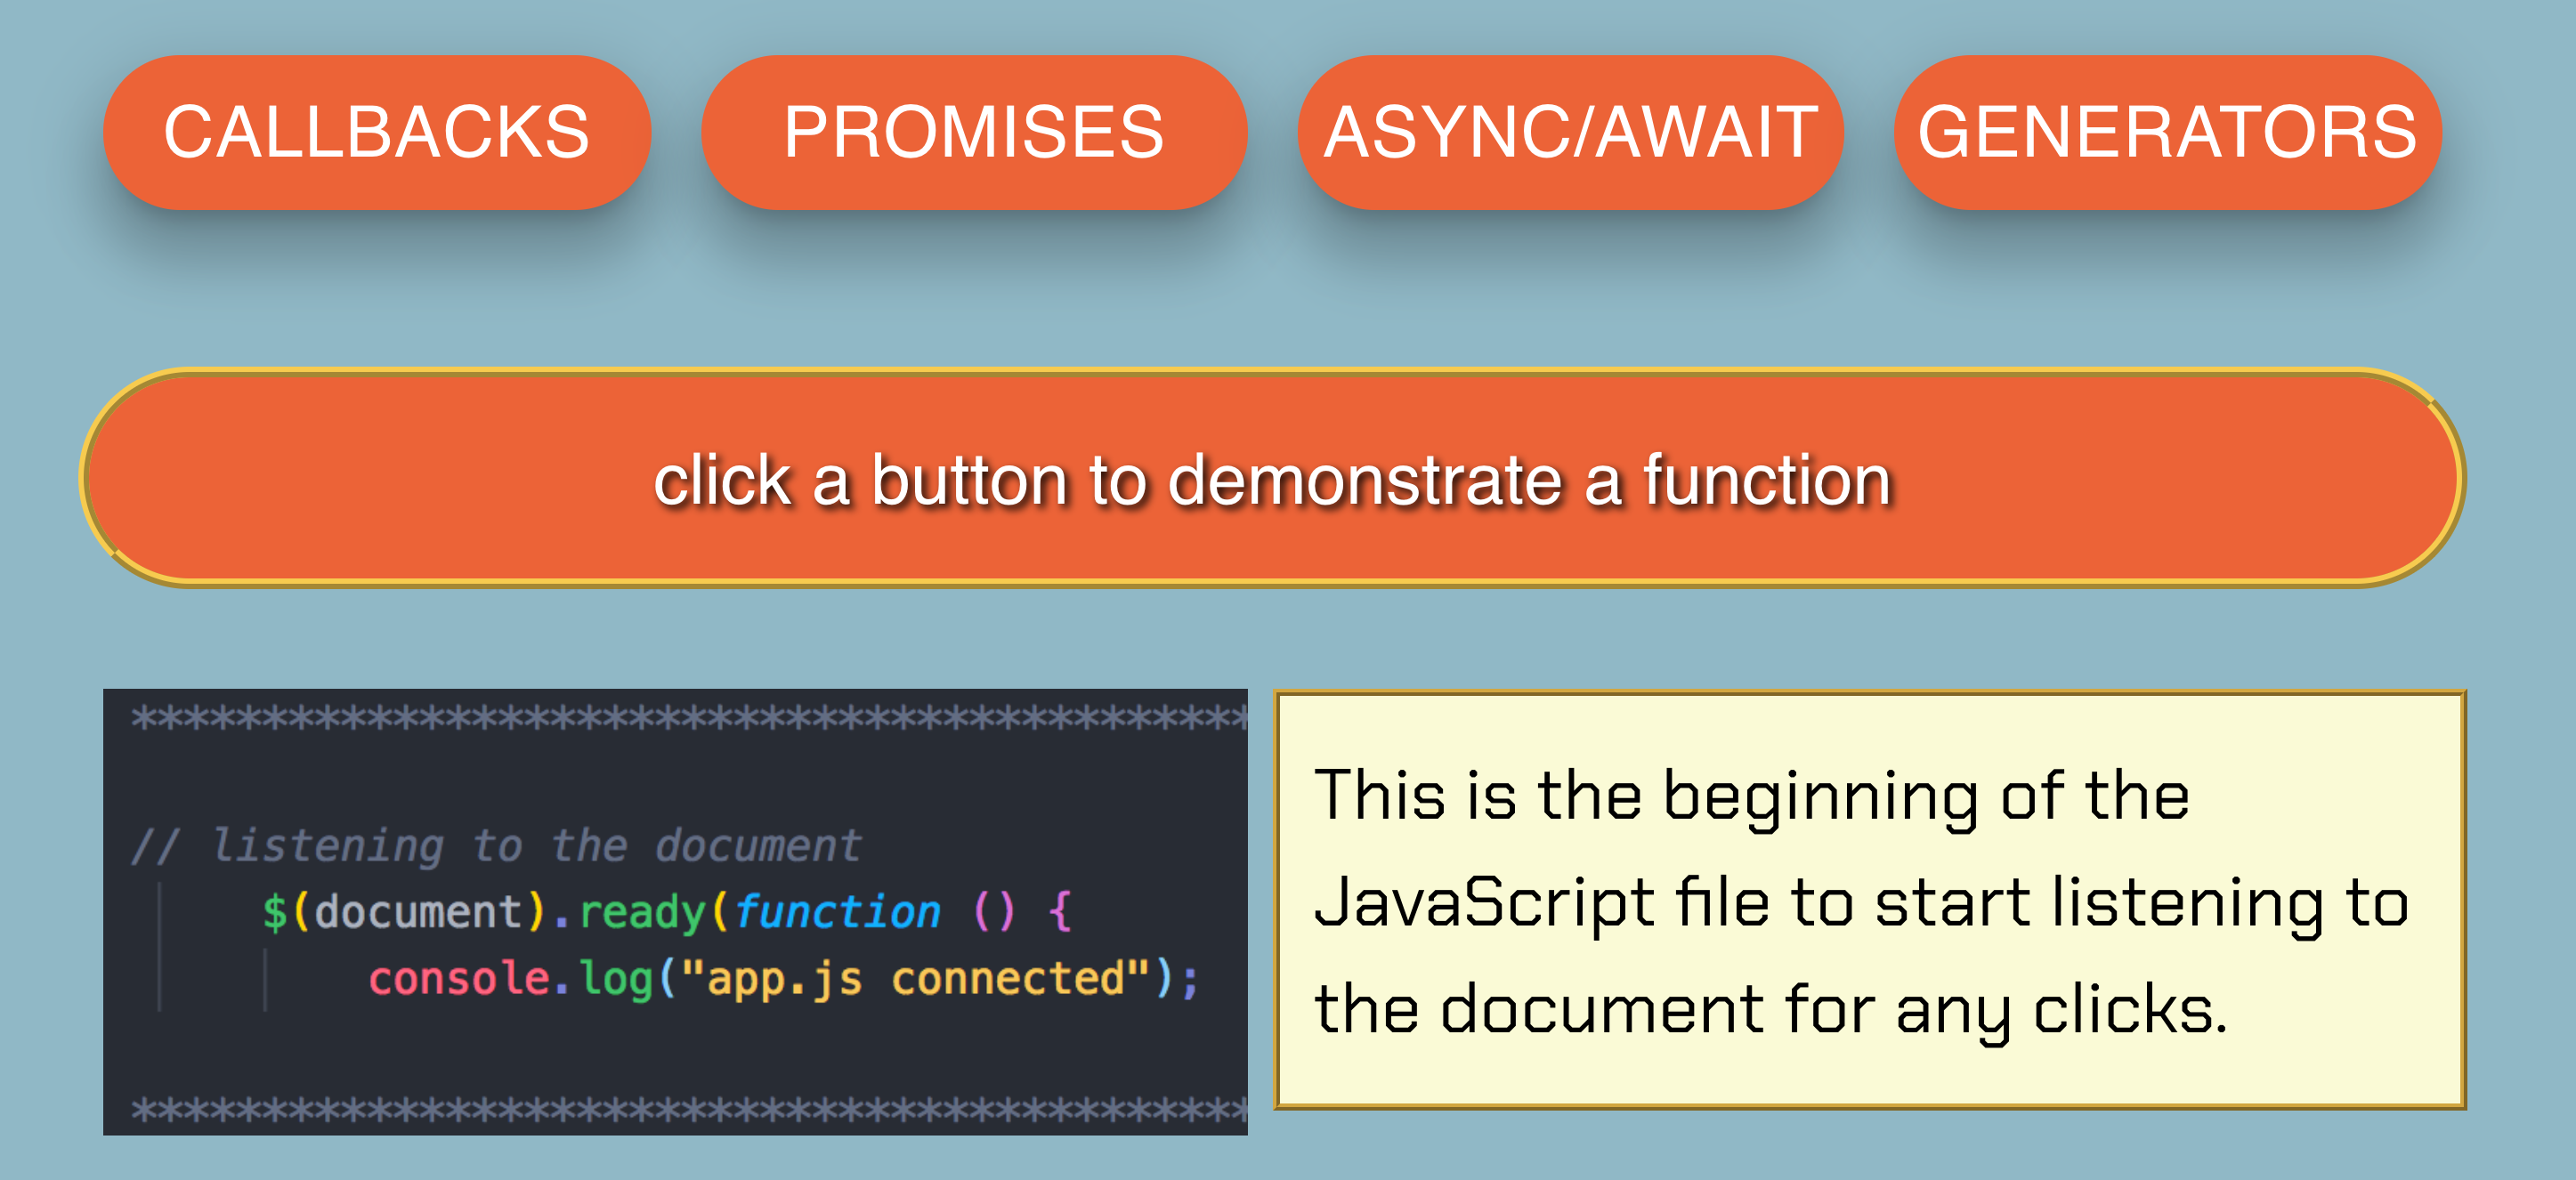 CALLBACKS PROMISES ASYNC/AWAIT GENERATORS
click a button to demonstrate a function
*******************************************
// listening to the document
$(document).ready(function () {
console.log("app.js connected");
*******************************************
This is the beginning of the
JavaScript file to start listening to
the document for any clicks.